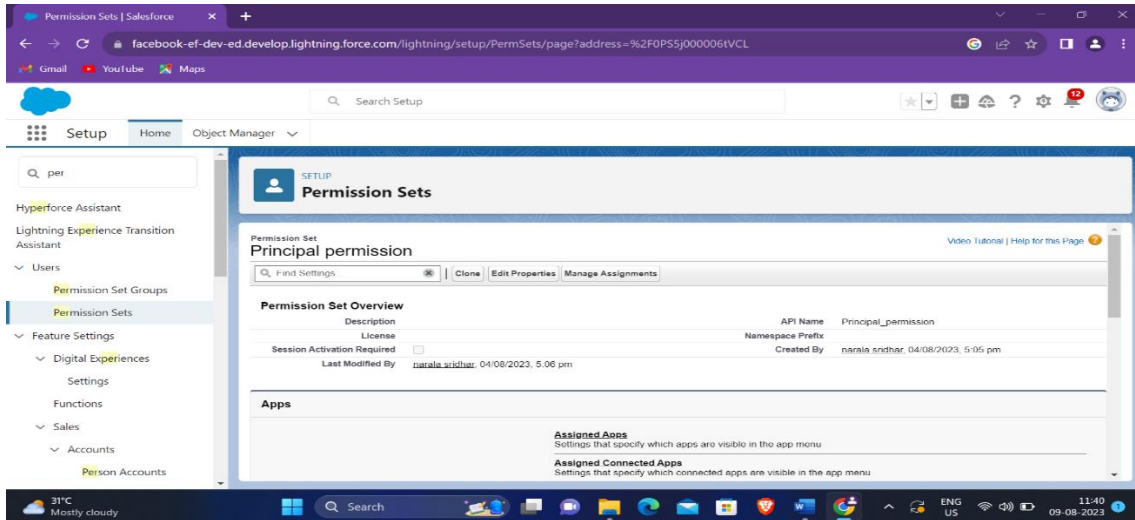 Permission Sets | Salesforce
facebook-ef-dev-ed.develop.lightning.force.com/lightning/setup/PermSets/page?address=%2F0PS5j000006tVCL
Gmail YouTube Maps
Search Setup
12
Setup Home Object Manager
per
Hyperforce Assistant
Lightning Experience Transition
Assistant
Users
Permission Set Groups
Permission Sets
Feature Settings
Digital Experiences
Settings
Functions
Sales
Accounts
Person Accounts
SETUP
Permission Sets
Permission Set
Principal permission
Video Tutorial | Help for this Page
Find Settings... Clone Edit Properties Manage Assignments
Permission Set Overview
Description API Name Principal_permission
License Namespace Prefix
Session Activation Required Created By narala sridhar, 04/08/2023, 5:05 pm
Last Modified By narala sridhar, 04/08/2023, 5:06 pm
Apps
Assigned Apps
Settings that specify which apps are visible in the app menu
Assigned Connected Apps
Settings that specify which connected apps are visible in the app menu
31°C
Mostly cloudy
Search
ENG
US
11:40
09-08-2023